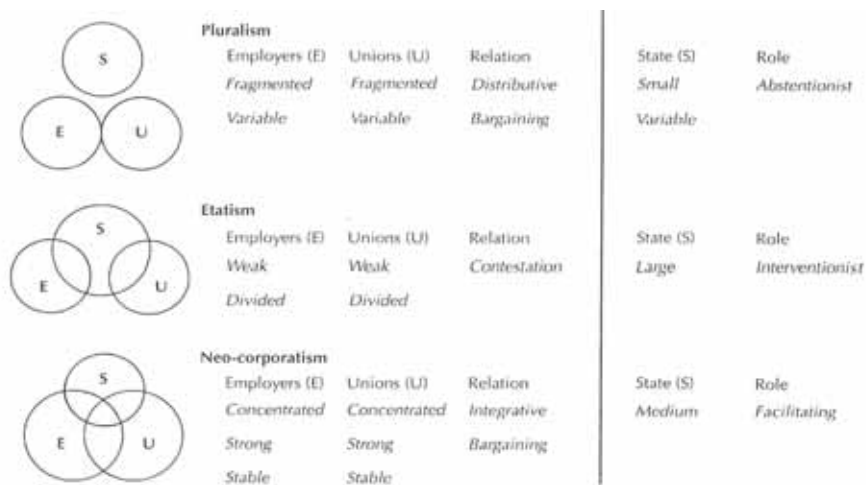 Pluralism
S
Employers (E) Unions (U) Relation State (S) Role
Fragmented Fragmented Distributive Small Abstentionist
E U
Variable Variable Bargaining Variable
Etatism
S
Employers (E) Unions (U) Relation State (S) Role
Weak Weak Contestation Large Interventionist
E U
Divided Divided
Neo-corporatism
S
Employers (E) Unions (U) Relation State (S) Role
Concentrated Concentrated Integrative Medium Facilitating
E U
Strong Strong Bargaining
Stable Stable